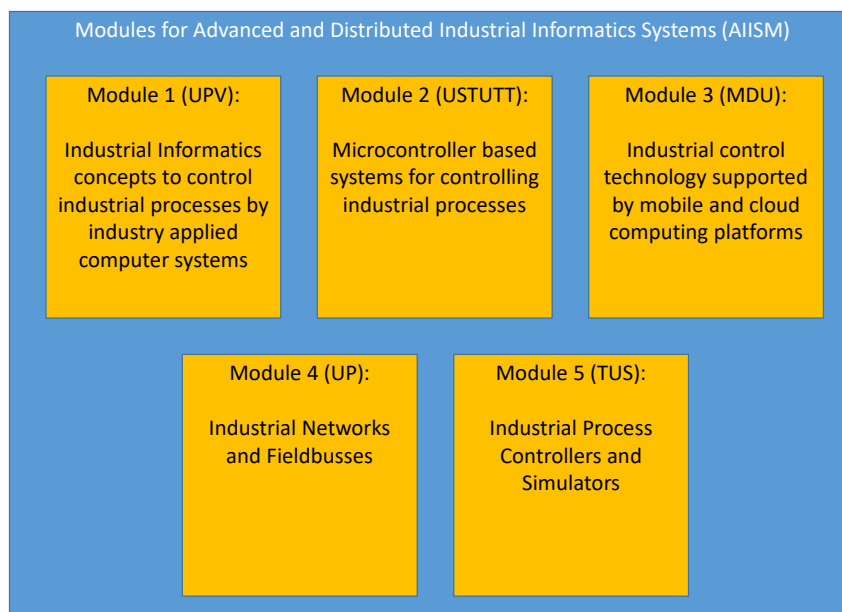 Modules for Advanced and Distributed Industrial Informatics Systems (AIISM)
Module 1 (UPV):
Industrial Informatics
concepts to control
industrial processes by
industry applied
computer systems
Module 2 (USTUTT):
Microcontroller based
systems for controlling
industrial processes
Module 3 (MDU):
Industrial control
technology supported
by mobile and cloud
computing platforms
Module 4 (UP):
Industrial Networks
and Fieldbusses
Module 5 (TUS):
Industrial Process
Controllers and
Simulators